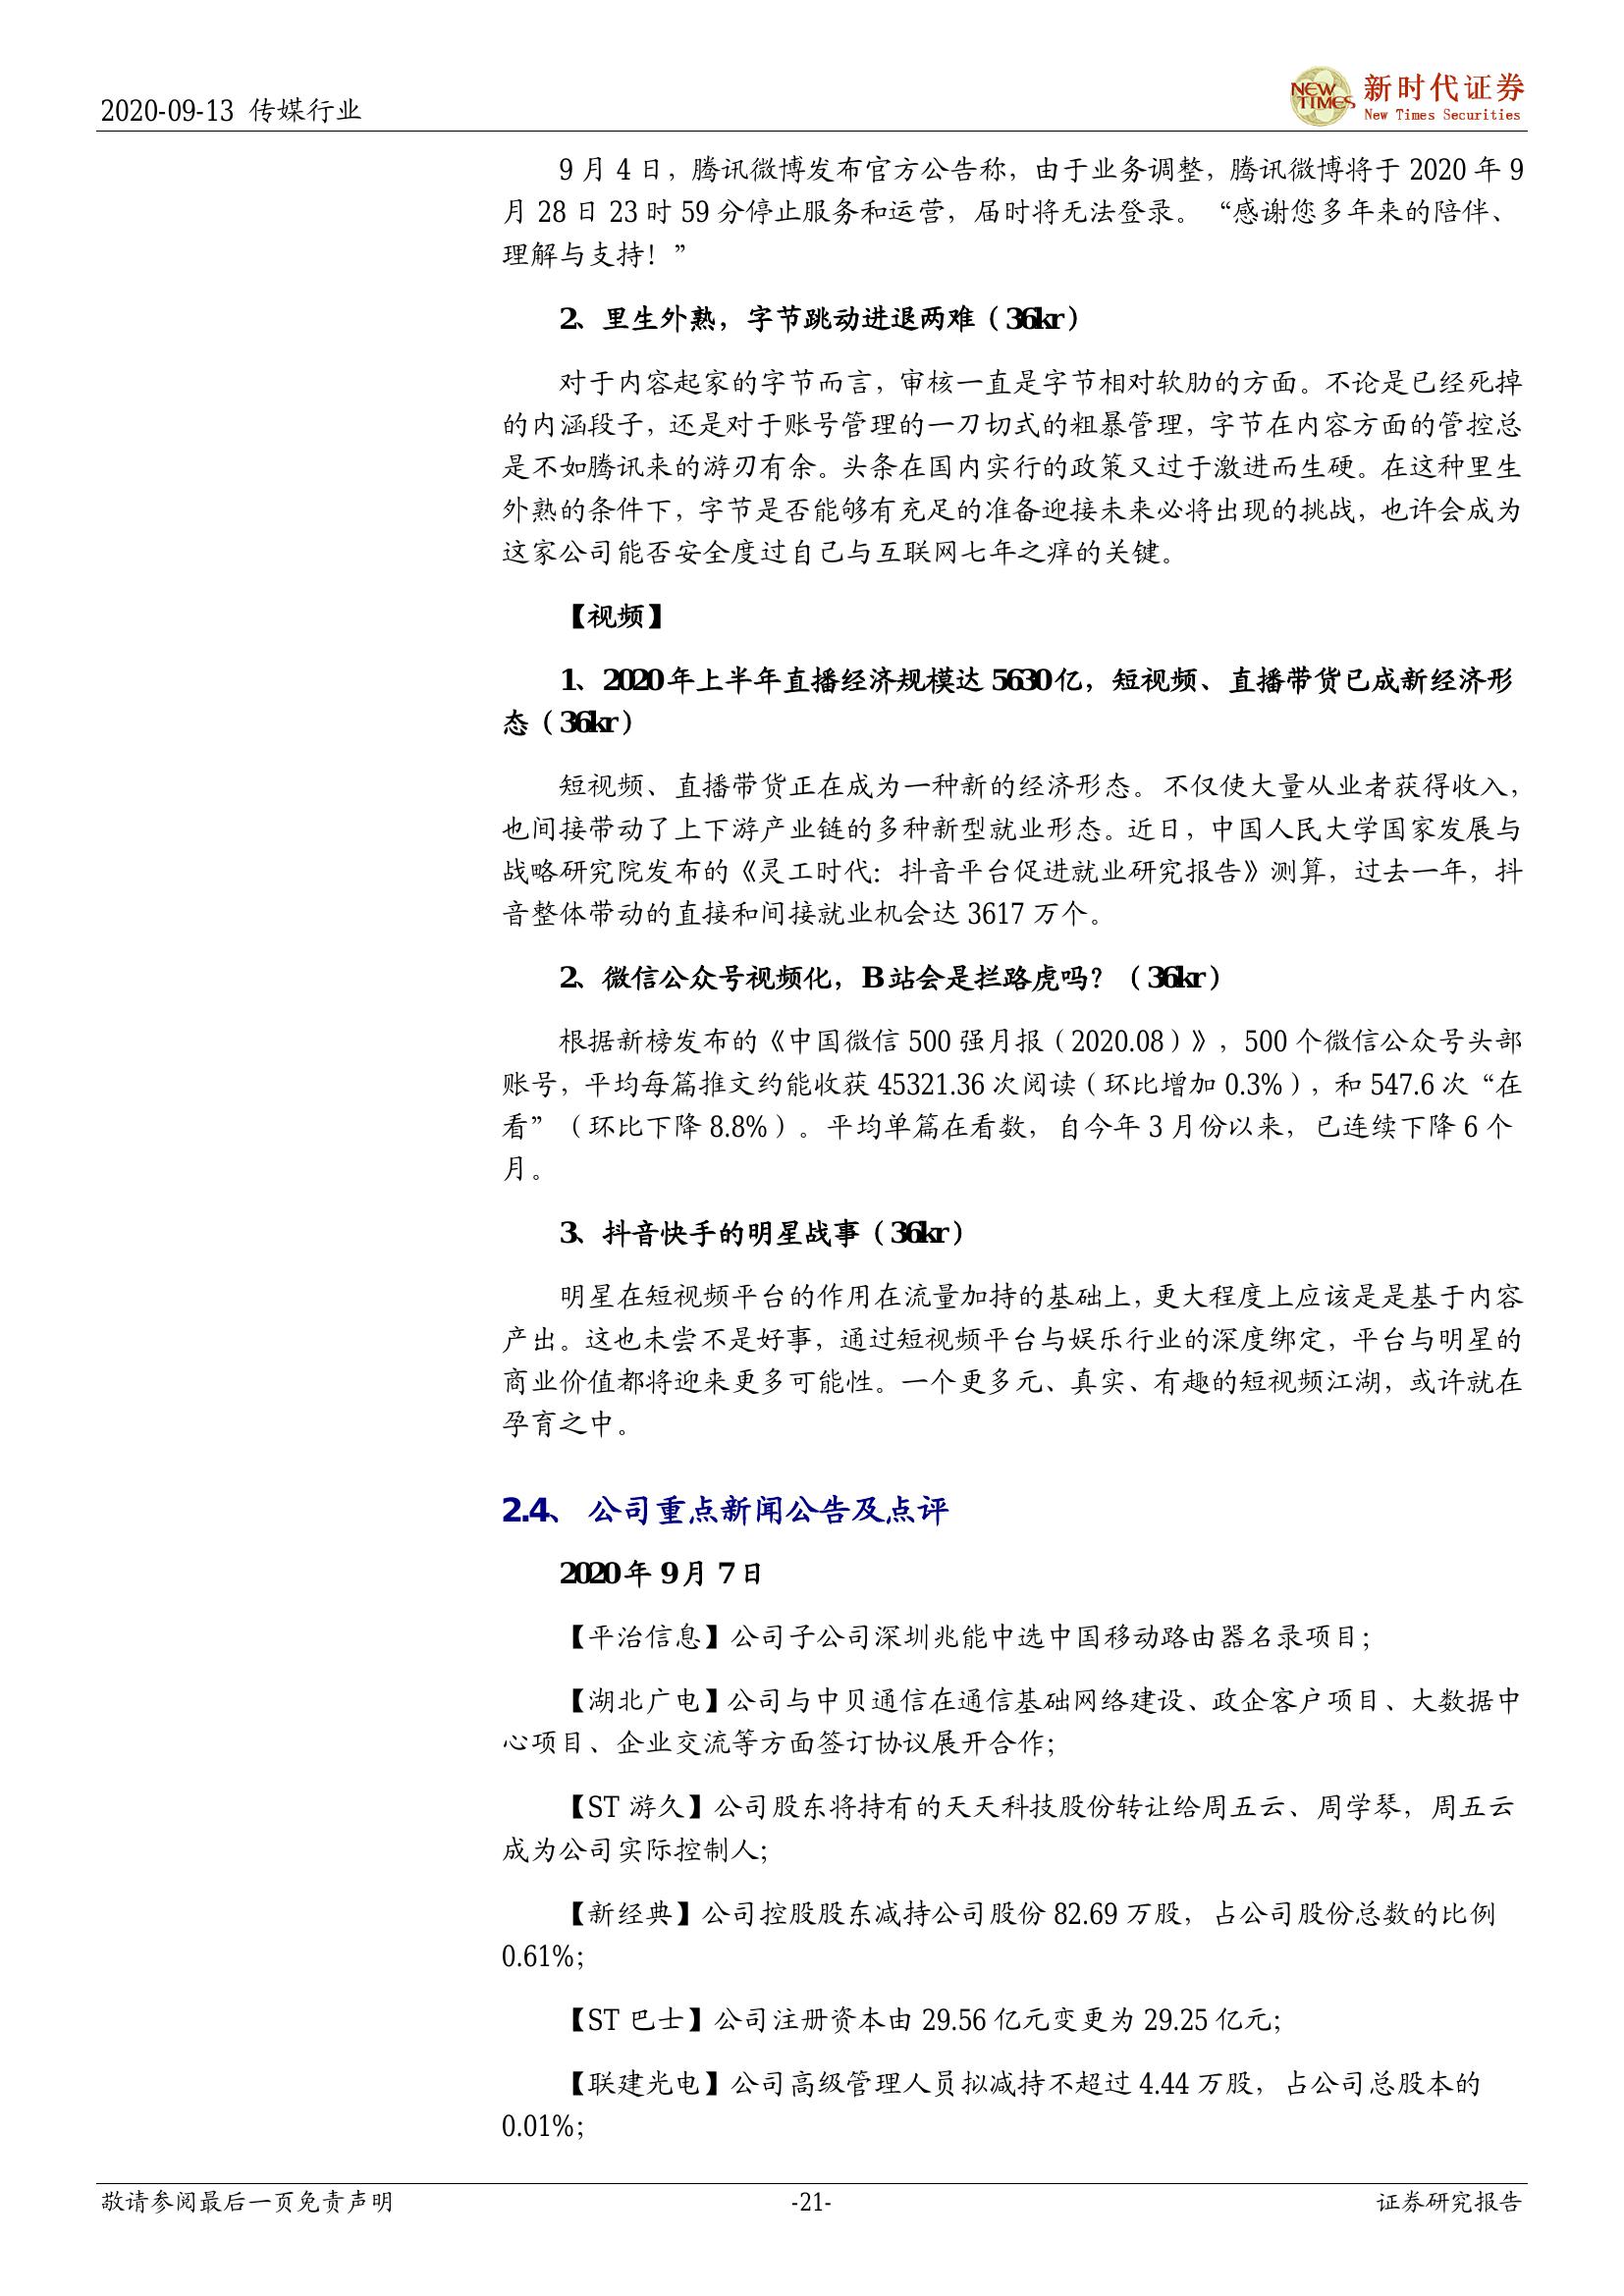 2020-09-13 传媒行业
NEW TIMES
新时代证券
New Times Securities
9 月 4 日，腾讯微博发布官方公告称，由于业务调整，腾讯微博将于 2020 年 9
月 28 日 23 时 59 分停止服务和运营，届时将无法登录。“感谢您多年来的陪伴、
理解与支持！”
2、里生外熟，字节跳动进退两难（36kr）
对于内容起家的字节而言，审核一直是字节相对软肋的方面。不论是已经死掉
的内涵段子，还是对于账号管理的一刀切式的粗暴管理，字节在内容方面的管控总
是不如腾讯来的游刃有余。头条在国内实行的政策又过于激进而生硬。在这种里生
外熟的条件下，字节是否能够有充足的准备迎接未来必将出现的挑战，也许会成为
这家公司能否安全度过自己与互联网七年之痒的关键。
【视频】
1、2020 年上半年直播经济规模达 5630 亿，短视频、直播带货已成新经济形
态（36kr）
短视频、直播带货正在成为一种新的经济形态。不仅使大量从业者获得收入，
也间接带动了上下游产业链的多种新型就业形态。近日，中国人民大学国家发展与
战略研究院发布的《灵工时代：抖音平台促进就业研究报告》测算，过去一年，抖
音整体带动的直接和间接就业机会达 3617 万个。
2、微信公众号视频化，B 站会是拦路虎吗？（36kr）
根据新榜发布的《中国微信 500 强月报（2020.08）》，500 个微信公众号头部
账号，平均每篇推文约能收获 45321.36 次阅读（环比增加 0.3%），和 547.6 次“在
看”（环比下降 8.8%）。平均单篇在看数，自今年 3 月份以来，已连续下降 6 个
月。
3、抖音快手的明星战事（36kr）
明星在短视频平台的作用在流量加持的基础上，更大程度上应该是是基于内容
产出。这也未尝不是好事，通过短视频平台与娱乐行业的深度绑定，平台与明星的
商业价值都将迎来更多可能性。一个更多元、真实、有趣的短视频江湖，或许就在
孕育之中。
2.4、 公司重点新闻公告及点评
2020 年 9 月 7 日
【平治信息】公司子公司深圳兆能中选中国移动路由器名录项目；
【湖北广电】公司与中贝通信在通信基础网络建设、政企客户项目、大数据中
心项目、企业交流等方面签订协议展开合作；
【ST 游久】公司股东将持有的天天科技股份转让给周五云、周学琴，周五云
成为公司实际控制人；
【新经典】公司控股股东减持公司股份 82.69 万股，占公司股份总数的比例
0.61%；
【ST 巴士】公司注册资本由 29.56 亿元变更为 29.25 亿元；
【联建光电】公司高级管理人员拟减持不超过 4.44 万股，占公司总股本的
0.01%；
敬请参阅最后一页免责声明
-21-
证券研究报告